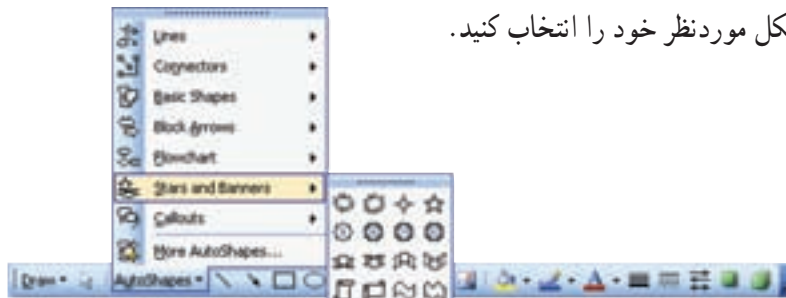 کل موردنظر خود را انتخاب کنید.
Lines
Connectors
Basic Shapes
Block Arrows
Flowchart
Stars and Banners
Callouts
More AutoShapes...
Draw
AutoShapes